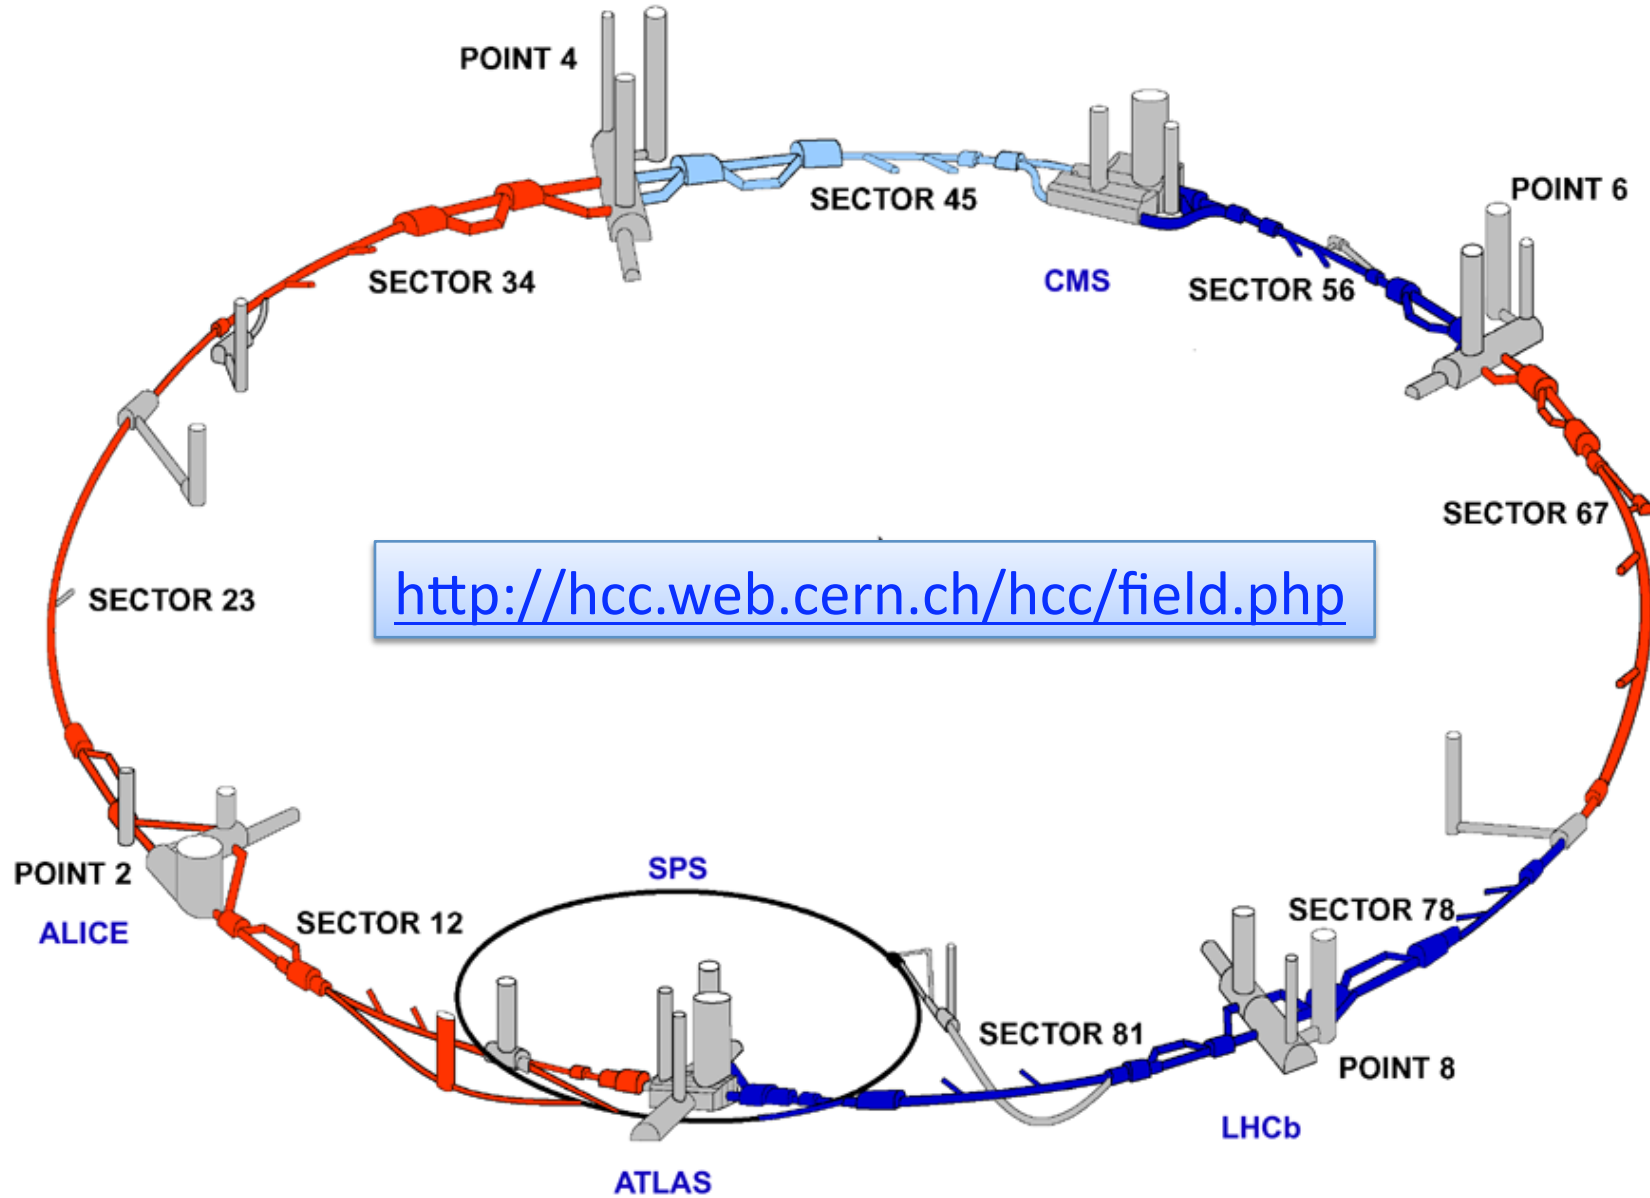 POINT 4
SECTOR 45
POINT 6
SECTOR 34
CMS
SECTOR 56
SECTOR 67
http://hcc.web.cern.ch/hcc/field.php
SECTOR 23
SPS
POINT 2
SECTOR 12
SECTOR 78
ALICE
SECTOR 81
POINT 8
LHCb
ATLAS